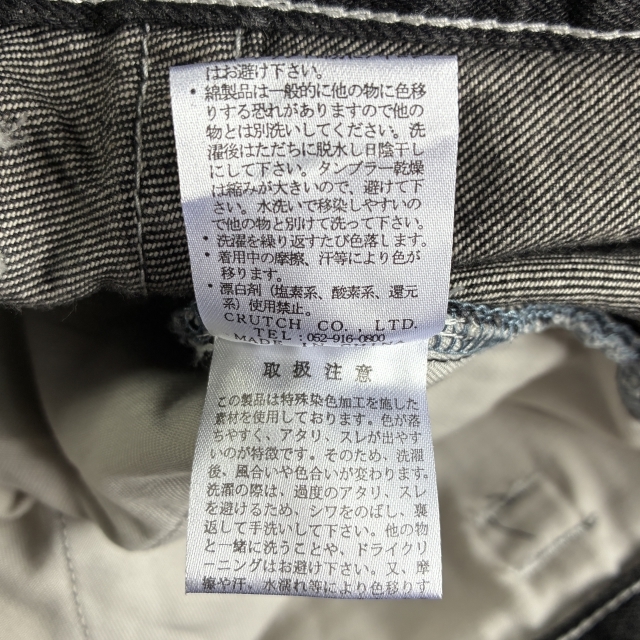 はお避け下さい。
・綿製品は一般的に他の物に色移
りする恐れがありますので他の
物とは別洗いしてください。洗
濯後はただちに脱水し日陰干し
にして下さい。タンブラー乾燥
は縮みが大きいので、避けて下
さい。水洗いで移染しやすいの
で他の物と別けて洗って下さい。
・洗濯を繰り返すたび色落します。
・着用中の摩擦、汗等により色が
移ります。
・漂白剤（塩素系、酸素系、還元
系）使用禁止。
CRUTCH CO., LTD.
TEL：052-916-0800
MADE IN
取扱注意
この製品は特殊染色加工を施した
素材を使用しております。色が落
ちやすく、アタリ、スレが出やす
いのが特徴です。そのため、洗濯
後、風合いや色合いが変わります。
洗濯の際は、過度のアタリ、スレ
を避けるため、シワをのばし、裏
返して手洗いして下さい。他の物
と一緒に洗うことや、ドライクリ
ーニングはお避け下さい。又、摩
擦や汗。水濡れ等により色移りす